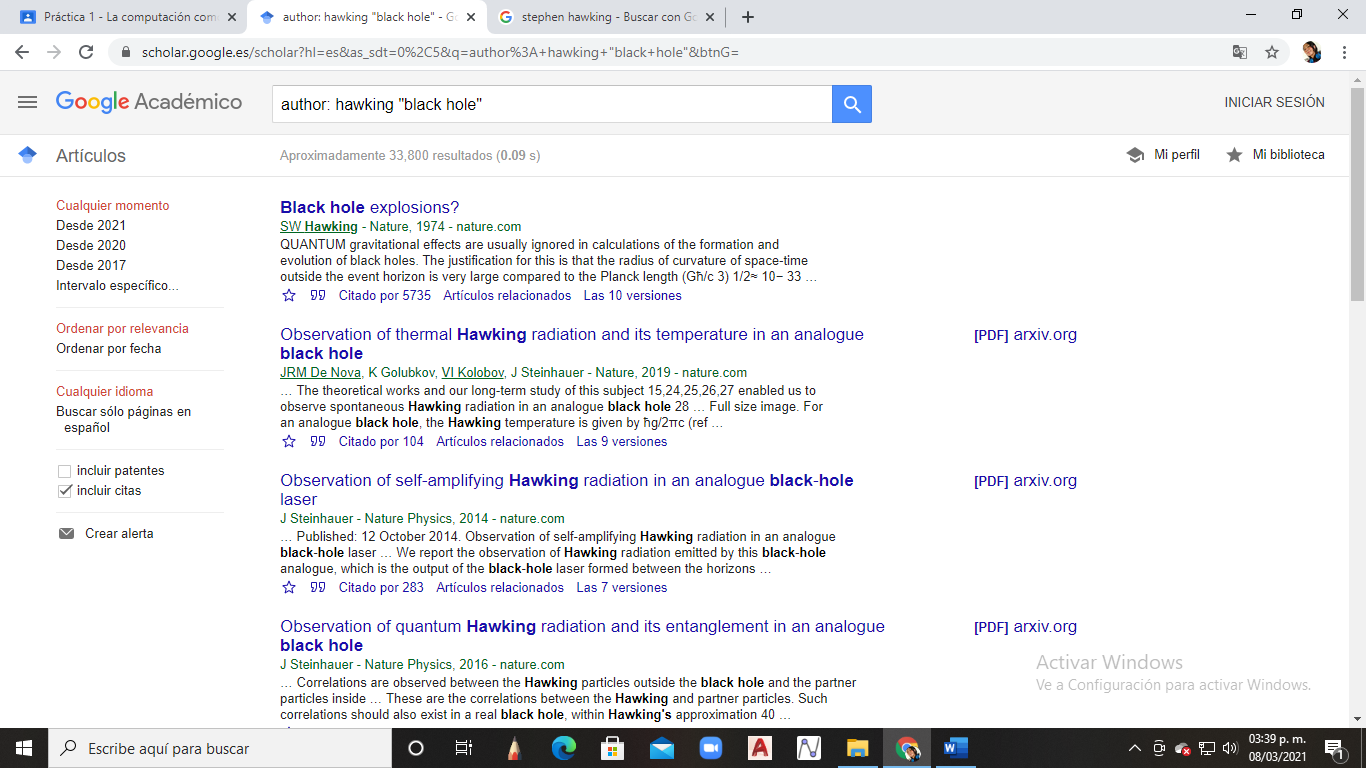 Práctica 1 - La computación com
author: hawking "black hole" - Go
stephen hawking - Buscar con Go
scholar.google.es/scholar?hl=es&as_sdt=0%2C5&q=author%3A+hawking+"black+hole"&btnG=
Google Académico
author: hawking "black hole"
INICIAR SESIÓN
Artículos
Aproximadamente 33,800 resultados (0.09 s)
Mi perfil
Mi biblioteca
Cualquier momento
Desde 2021
Desde 2020
Desde 2017
Intervalo específico...
Ordenar por relevancia
Ordenar por fecha
Cualquier idioma
Buscar sólo páginas en
español
incluir patentes
incluir citas
Crear alerta
Black hole explosions?
SW Hawking - Nature, 1974 - nature.com
QUANTUM gravitational effects are usually ignored in calculations of the formation and
evolution of black holes. The justification for this is that the radius of curvature of space-time
outside the event horizon is very large compared to the Planck length (Għ/c 3) 1/2≈ 10− 33 ...
Citado por 5735 Artículos relacionados Las 10 versiones
Observation of thermal Hawking radiation and its temperature in an analogue
black hole
[PDF] arxiv.org
JRM De Nova, K Golubkov, VI Kolobov, J Steinhauer - Nature, 2019 - nature.com
... The theoretical works and our long-term study of this subject 15,24,25,26,27 enabled us to
observe spontaneous Hawking radiation in an analogue black hole 28 ... Full size image. For
an analogue black hole, the Hawking temperature is given by ħg/2πc (ref ...
Citado por 104 Artículos relacionados Las 9 versiones
Observation of self-amplifying Hawking radiation in an analogue black-hole
laser
[PDF] arxiv.org
J Steinhauer - Nature Physics, 2014 - nature.com
... Published: 12 October 2014. Observation of self-amplifying Hawking radiation in an analogue
black-hole laser ... We report the observation of Hawking radiation emitted by this black-hole
analogue, which is the output of the black-hole laser formed between the horizons ...
Citado por 283 Artículos relacionados Las 7 versiones
Observation of quantum Hawking radiation and its entanglement in an analogue
black hole
[PDF] arxiv.org
J Steinhauer - Nature Physics, 2016 - nature.com
... Correlations are observed between the Hawking particles outside the black hole and the partner
particles inside ... These are the correlations between the Hawking and partner particles. Such
correlations should also exist in a real black hole, within Hawking's approximation 40 ...
Activar Windows
Ve a Configuración para activar Windows.
Escribe aquí para buscar
03:39 p. m.
08/03/2021
1